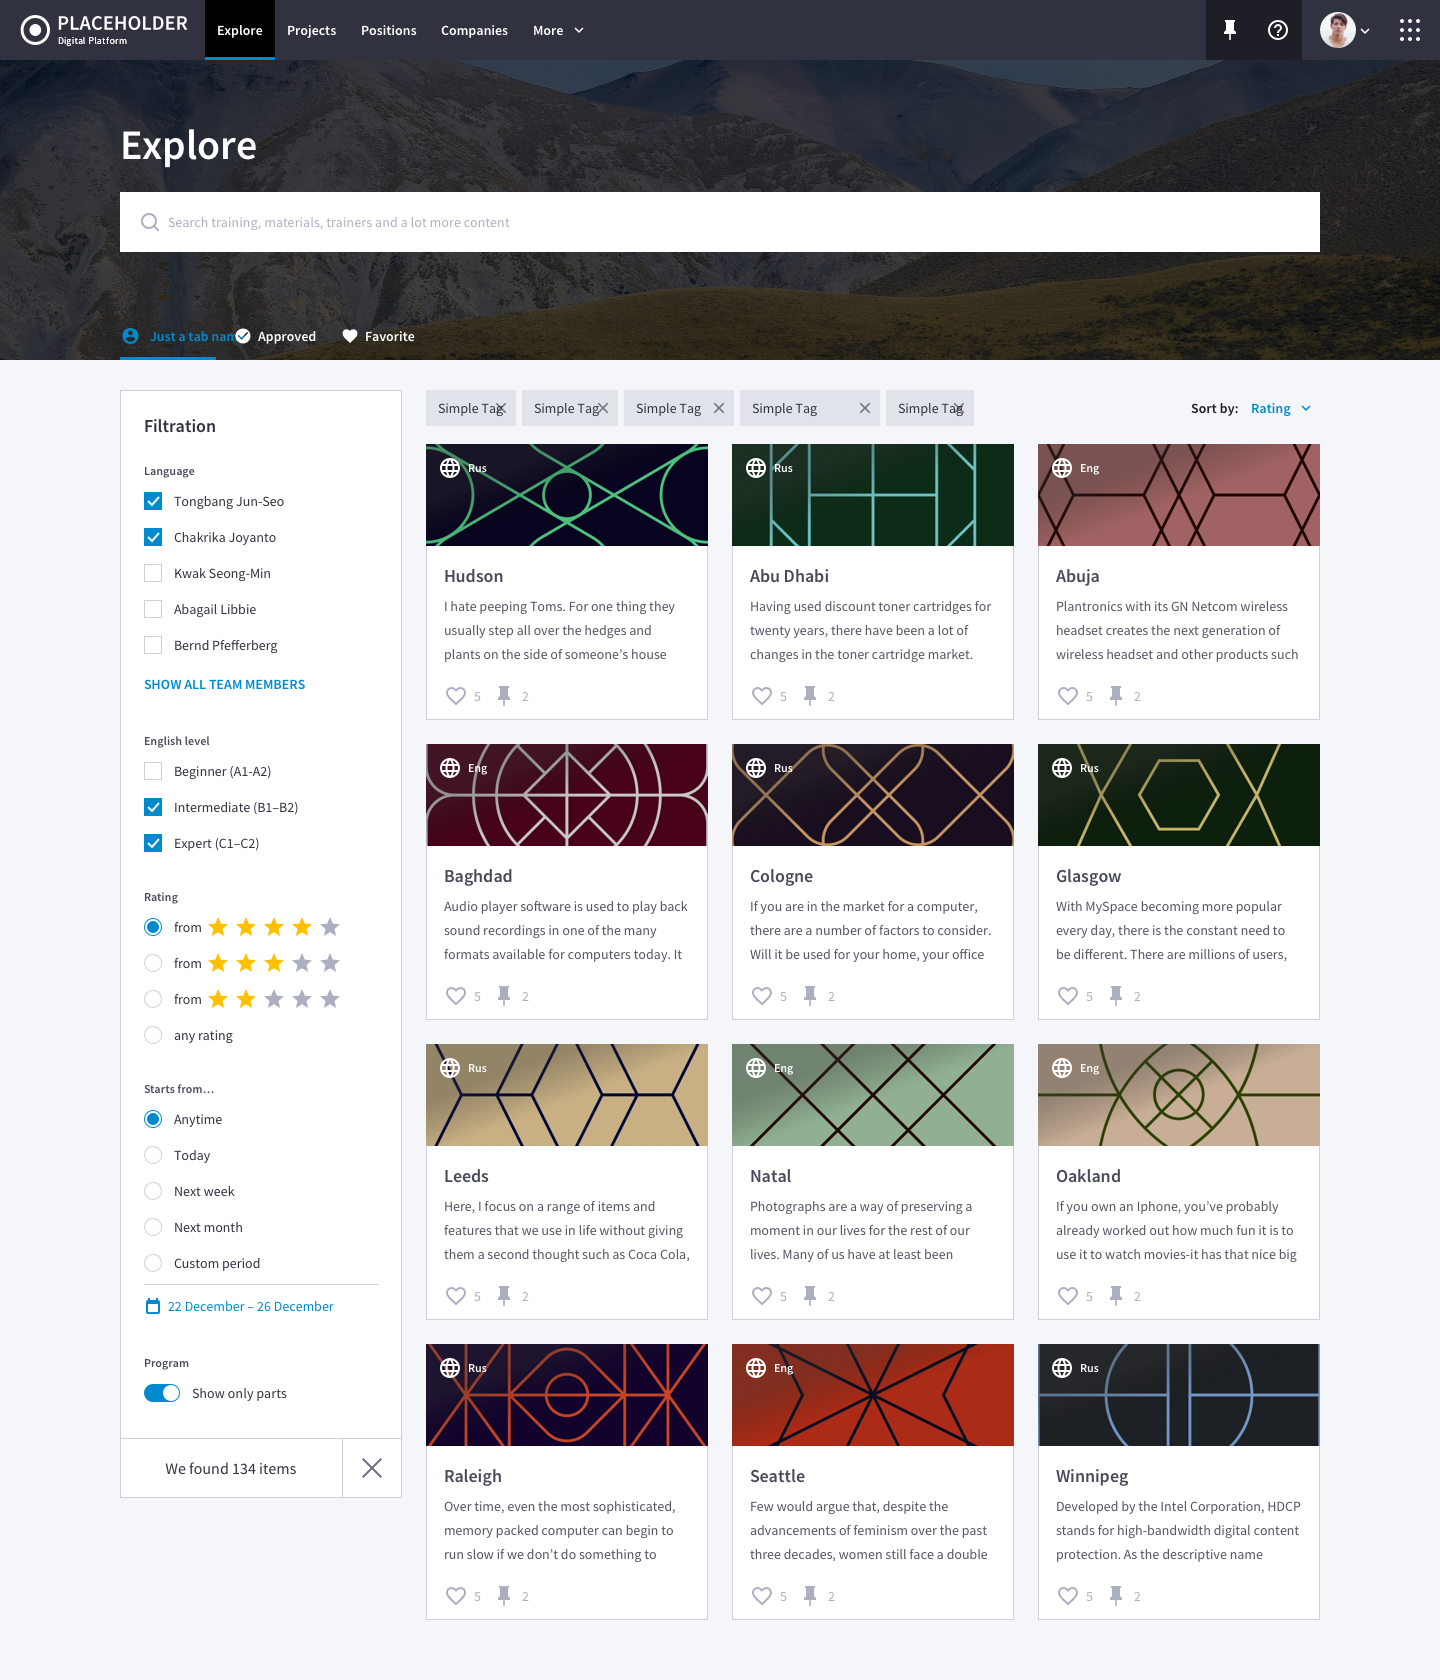 PLACEHOLDER
Digital Platform
Explore
Projects
Positions
Companies
More
Explore
Search training, materials, trainers and a lot more content
Just a tab nam
Approved
Favorite
Filtration
Language
Tongbang Jun-Seo
Chakrika Joyanto
Kwak Seong-Min
Abagail Libbie
Bernd Pfefferberg
SHOW ALL TEAM MEMBERS
English level
Beginner (A1-A2)
Intermediate (B1–B2)
Expert (C1–C2)
Rating
from
from
from
any rating
Starts from...
Anytime
Today
Next week
Next month
Custom period
22 December – 26 December
Program
Show only parts
We found 134 items
Simple Tag
Simple Tag
Simple Tag
Simple Tag
Simple Tag
Sort by: Rating
Rus
Hudson
I hate peeping Toms. For one thing they
usually step all over the hedges and
plants on the side of someone’s house
5 2
Rus
Abu Dhabi
Having used discount toner cartridges for
twenty years, there have been a lot of
changes in the toner cartridge market.
5 2
Eng
Abuja
Plantronics with its GN Netcom wireless
headset creates the next generation of
wireless headset and other products such
5 2
Eng
Baghdad
Audio player software is used to play back
sound recordings in one of the many
formats available for computers today. It
5 2
Rus
Cologne
If you are in the market for a computer,
there are a number of factors to consider.
Will it be used for your home, your office
5 2
Rus
Glasgow
With MySpace becoming more popular
every day, there is the constant need to
be different. There are millions of users,
5 2
Rus
Leeds
Here, I focus on a range of items and
features that we use in life without giving
them a second thought such as Coca Cola,
5 2
Eng
Natal
Photographs are a way of preserving a
moment in our lives for the rest of our
lives. Many of us have at least been
5 2
Eng
Oakland
If you own an Iphone, you’ve probably
already worked out how much fun it is to
use it to watch movies-it has that nice big
5 2
Rus
Raleigh
Over time, even the most sophisticated,
memory packed computer can begin to
run slow if we don’t do something to
5 2
Eng
Seattle
Few would argue that, despite the
advancements of feminism over the past
three decades, women still face a double
5 2
Rus
Winnipeg
Developed by the Intel Corporation, HDCP
stands for high-bandwidth digital content
protection. As the descriptive name
5 2